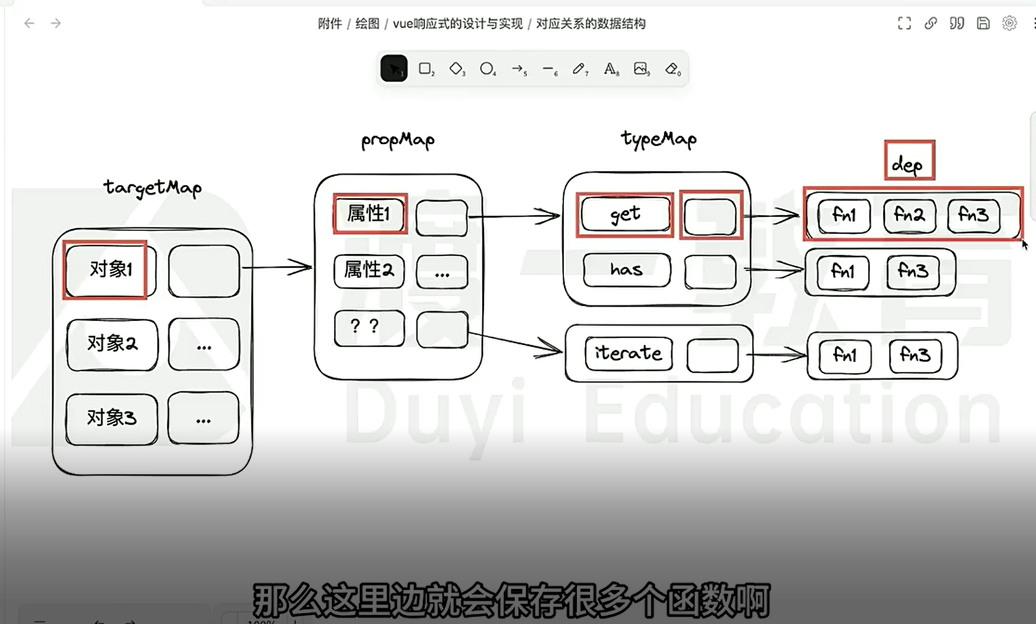 附件 / 绘图 / vue响应式的设计与实现 / 对应关系的数据结构
1
2
3
4
5
6
7
A 8
9
0
targetMap
对象1
对象2 ...
对象3 ...
propMap
属性1
属性2 ...
? ?
typeMap
get
has
iterate
dep
fn1 fn2 fn3
fn1 fn3
fn1 fn3
渡一教育
Duyi Education
那么这里边就会保存很多个函数啊
100%